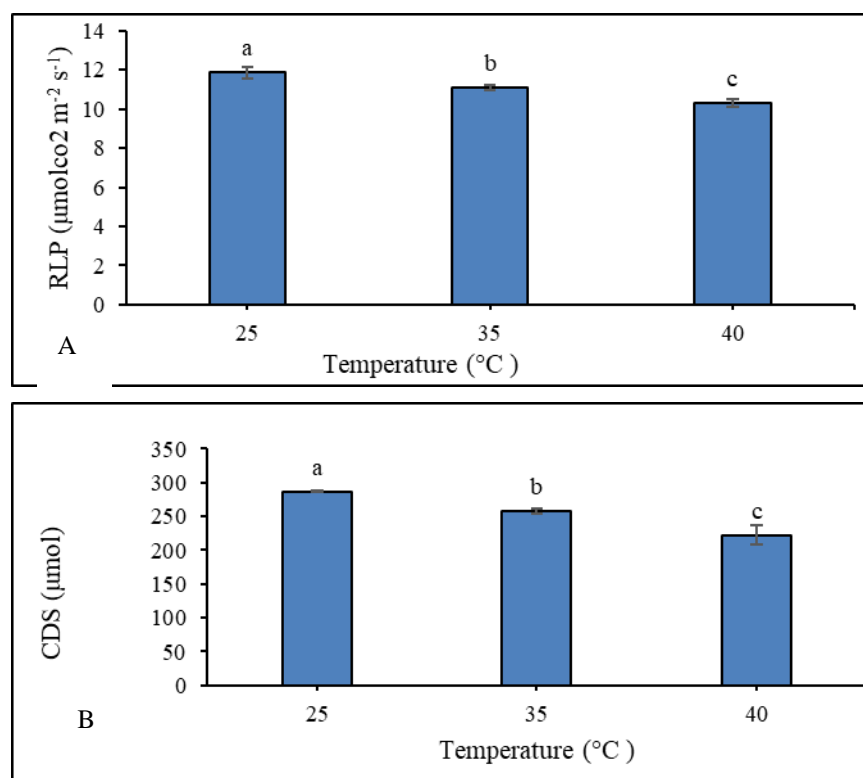 14
12
10
8
6
4
2
0
RLP (μmolco2 m⁻² s⁻¹)
a
b
c
25 35 40
Temperature (°C )
A
350
300
250
200
150
100
50
0
CDS (μmol)
a
b
c
25 35 40
Temperature (°C )
B